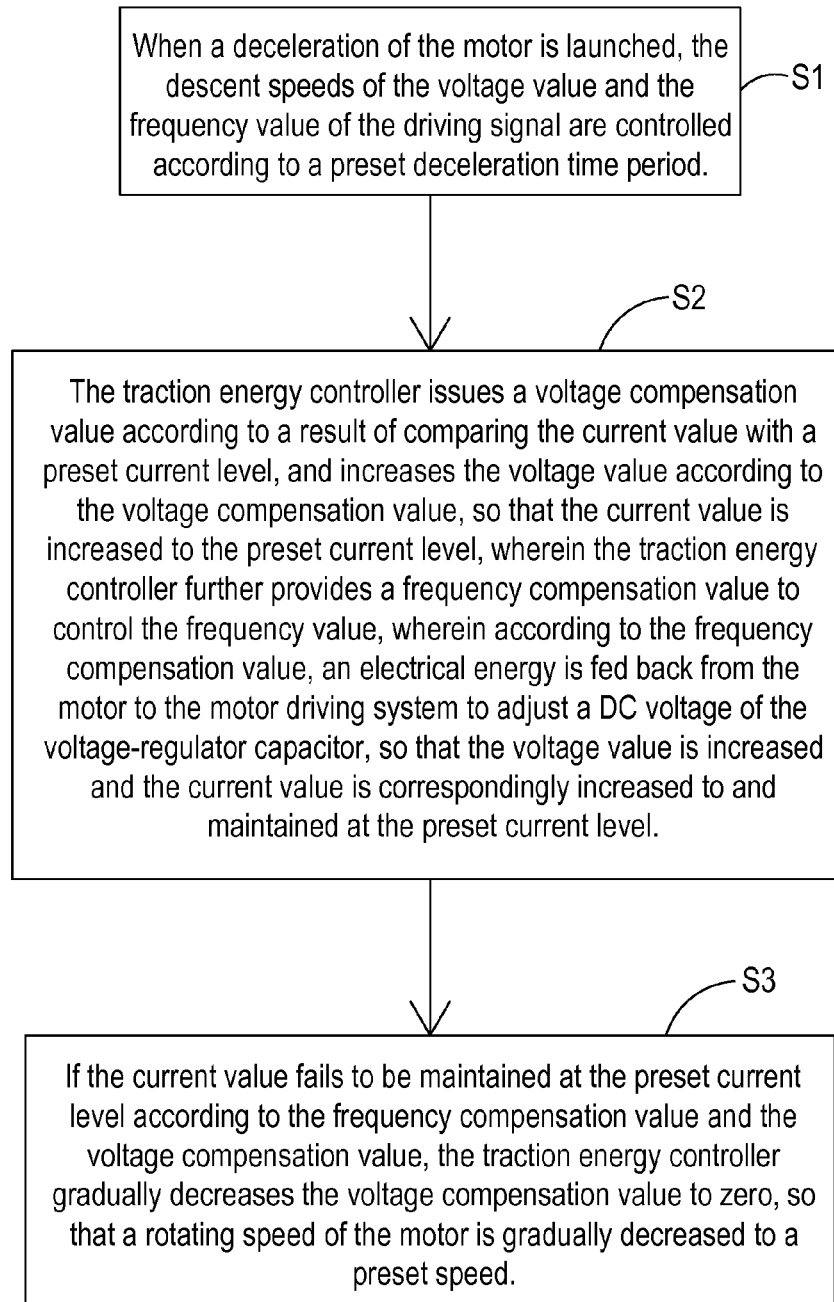 When a deceleration of the motor is launched, the
descent speeds of the voltage value and the
frequency value of the driving signal are controlled
according to a preset deceleration time period.
S1
S2
The traction energy controller issues a voltage compensation
value according to a result of comparing the current value with a
preset current level, and increases the voltage value according to
the voltage compensation value, so that the current value is
increased to the preset current level, wherein the traction energy
controller further provides a frequency compensation value to
control the frequency value, wherein according to the frequency
compensation value, an electrical energy is fed back from the
motor to the motor driving system to adjust a DC voltage of the
voltage-regulator capacitor, so that the voltage value is increased
and the current value is correspondingly increased to and
maintained at the preset current level.
S3
If the current value fails to be maintained at the preset current
level according to the frequency compensation value and the
voltage compensation value, the traction energy controller
gradually decreases the voltage compensation value to zero, so
that a rotating speed of the motor is gradually decreased to a
preset speed.